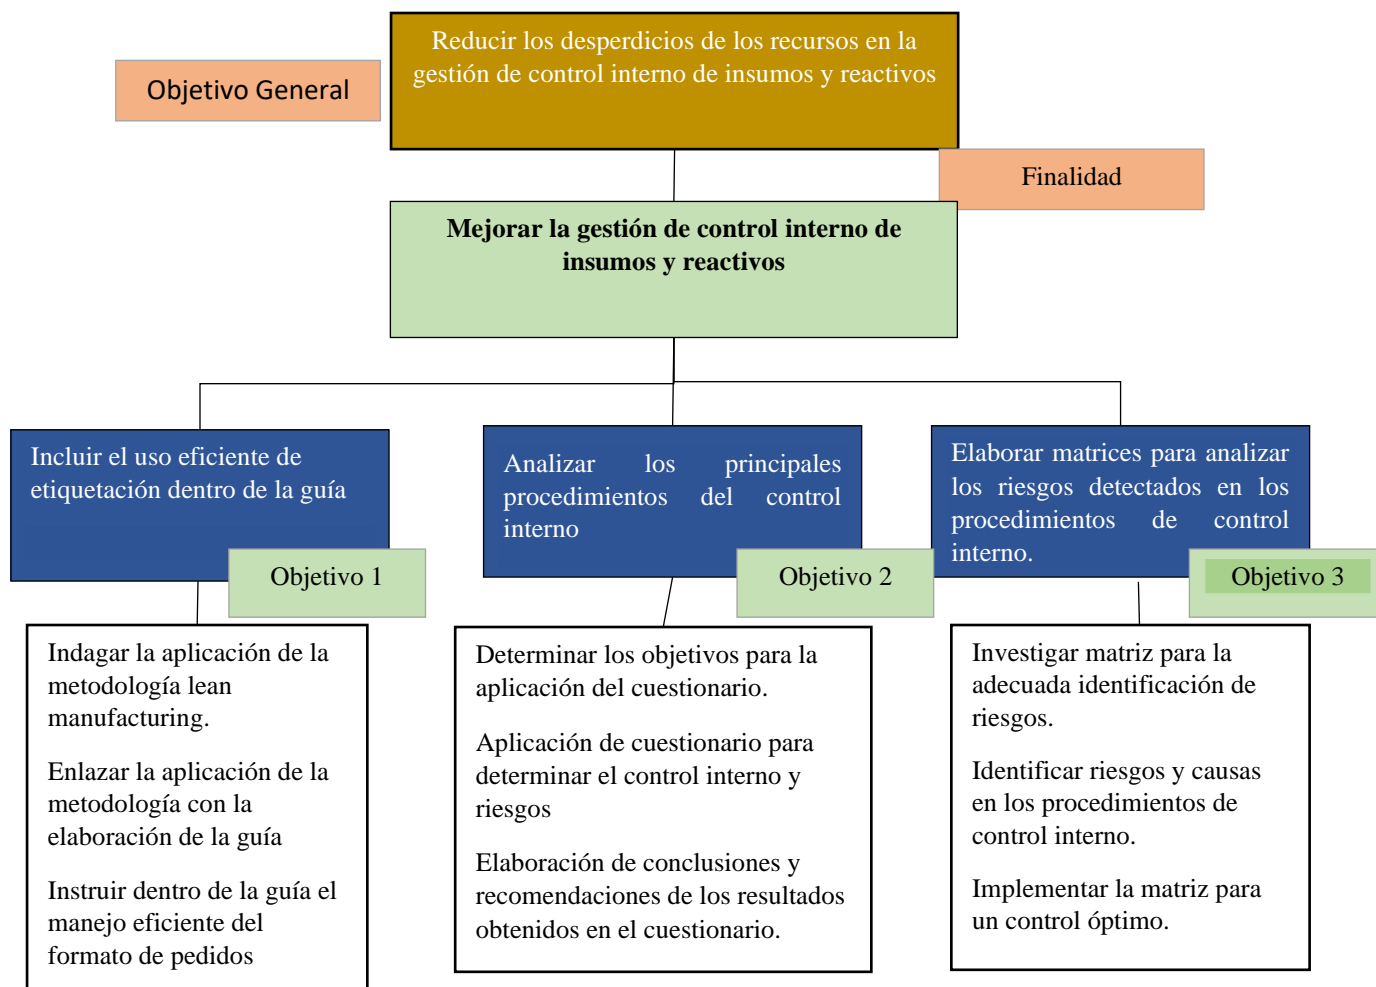 Reducir los desperdicios de los recursos en la
gestión de control interno de insumos y reactivos
Objetivo General
Finalidad
Mejorar la gestión de control interno de
insumos y reactivos
Incluir el uso eficiente de
etiquetación dentro de la guía
Objetivo 1
Analizar los principales
procedimientos del control
interno
Objetivo 2
Elaborar matrices para analizar
los riesgos detectados en los
procedimientos de control
interno.
Objetivo 3
Indagar la aplicación de la
metodología lean
manufacturing.
Enlazar la aplicación de la
metodología con la
elaboración de la guía
Instruir dentro de la guía el
manejo eficiente del
formato de pedidos
Determinar los objetivos para la
aplicación del cuestionario.
Aplicación de cuestionario para
determinar el control interno y
riesgos
Elaboración de conclusiones y
recomendaciones de los resultados
obtenidos en el cuestionario.
Investigar matriz para la
adecuada identificación de
riesgos.
Identificar riesgos y causas
en los procedimientos de
control interno.
Implementar la matriz para
un control óptimo.